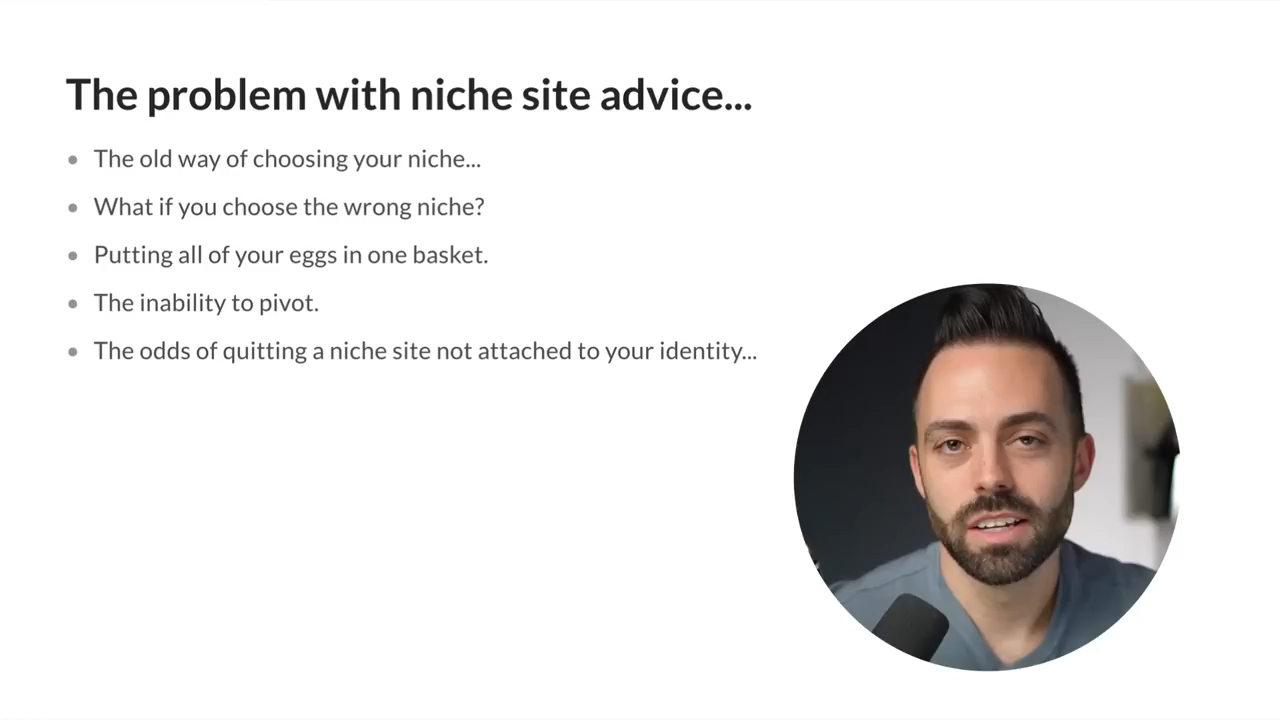 The problem with niche site advice...
• The old way of choosing your niche...
• What if you choose the wrong niche?
• Putting all of your eggs in one basket.
• The inability to pivot.
• The odds of quitting a niche site not attached to your identity...